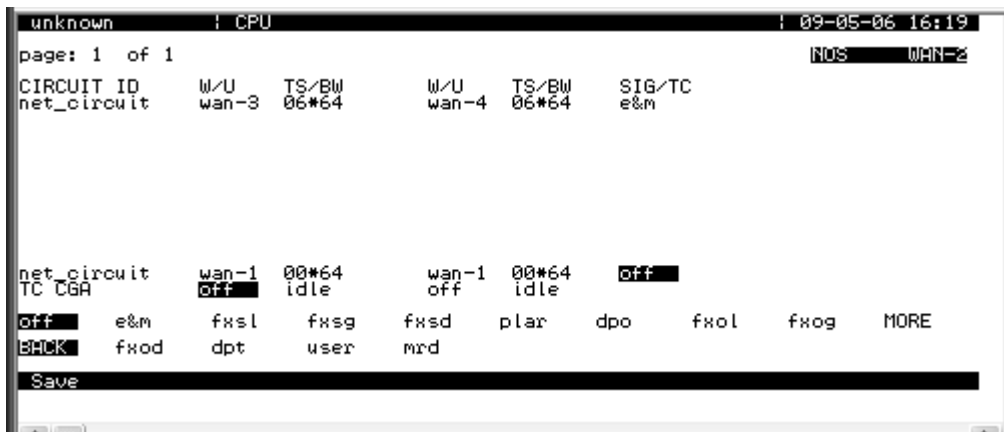 unknown ¦ CPU ¦ 09-05-06 16:19
page: 1 of 1 NOS WAN-2
CIRCUIT ID W/U TS/BW W/U TS/BW SIG/TC
net_circuit wan-3 06*64 wan-4 06*64 e&m
net_circuit wan-1 00*64 wan-1 00*64 off
TC CGA off idle off idle
off e&m fxsl fxsg fxsd plar dpo fxol fxog MORE
BACK fxod dpt user mrd
Save